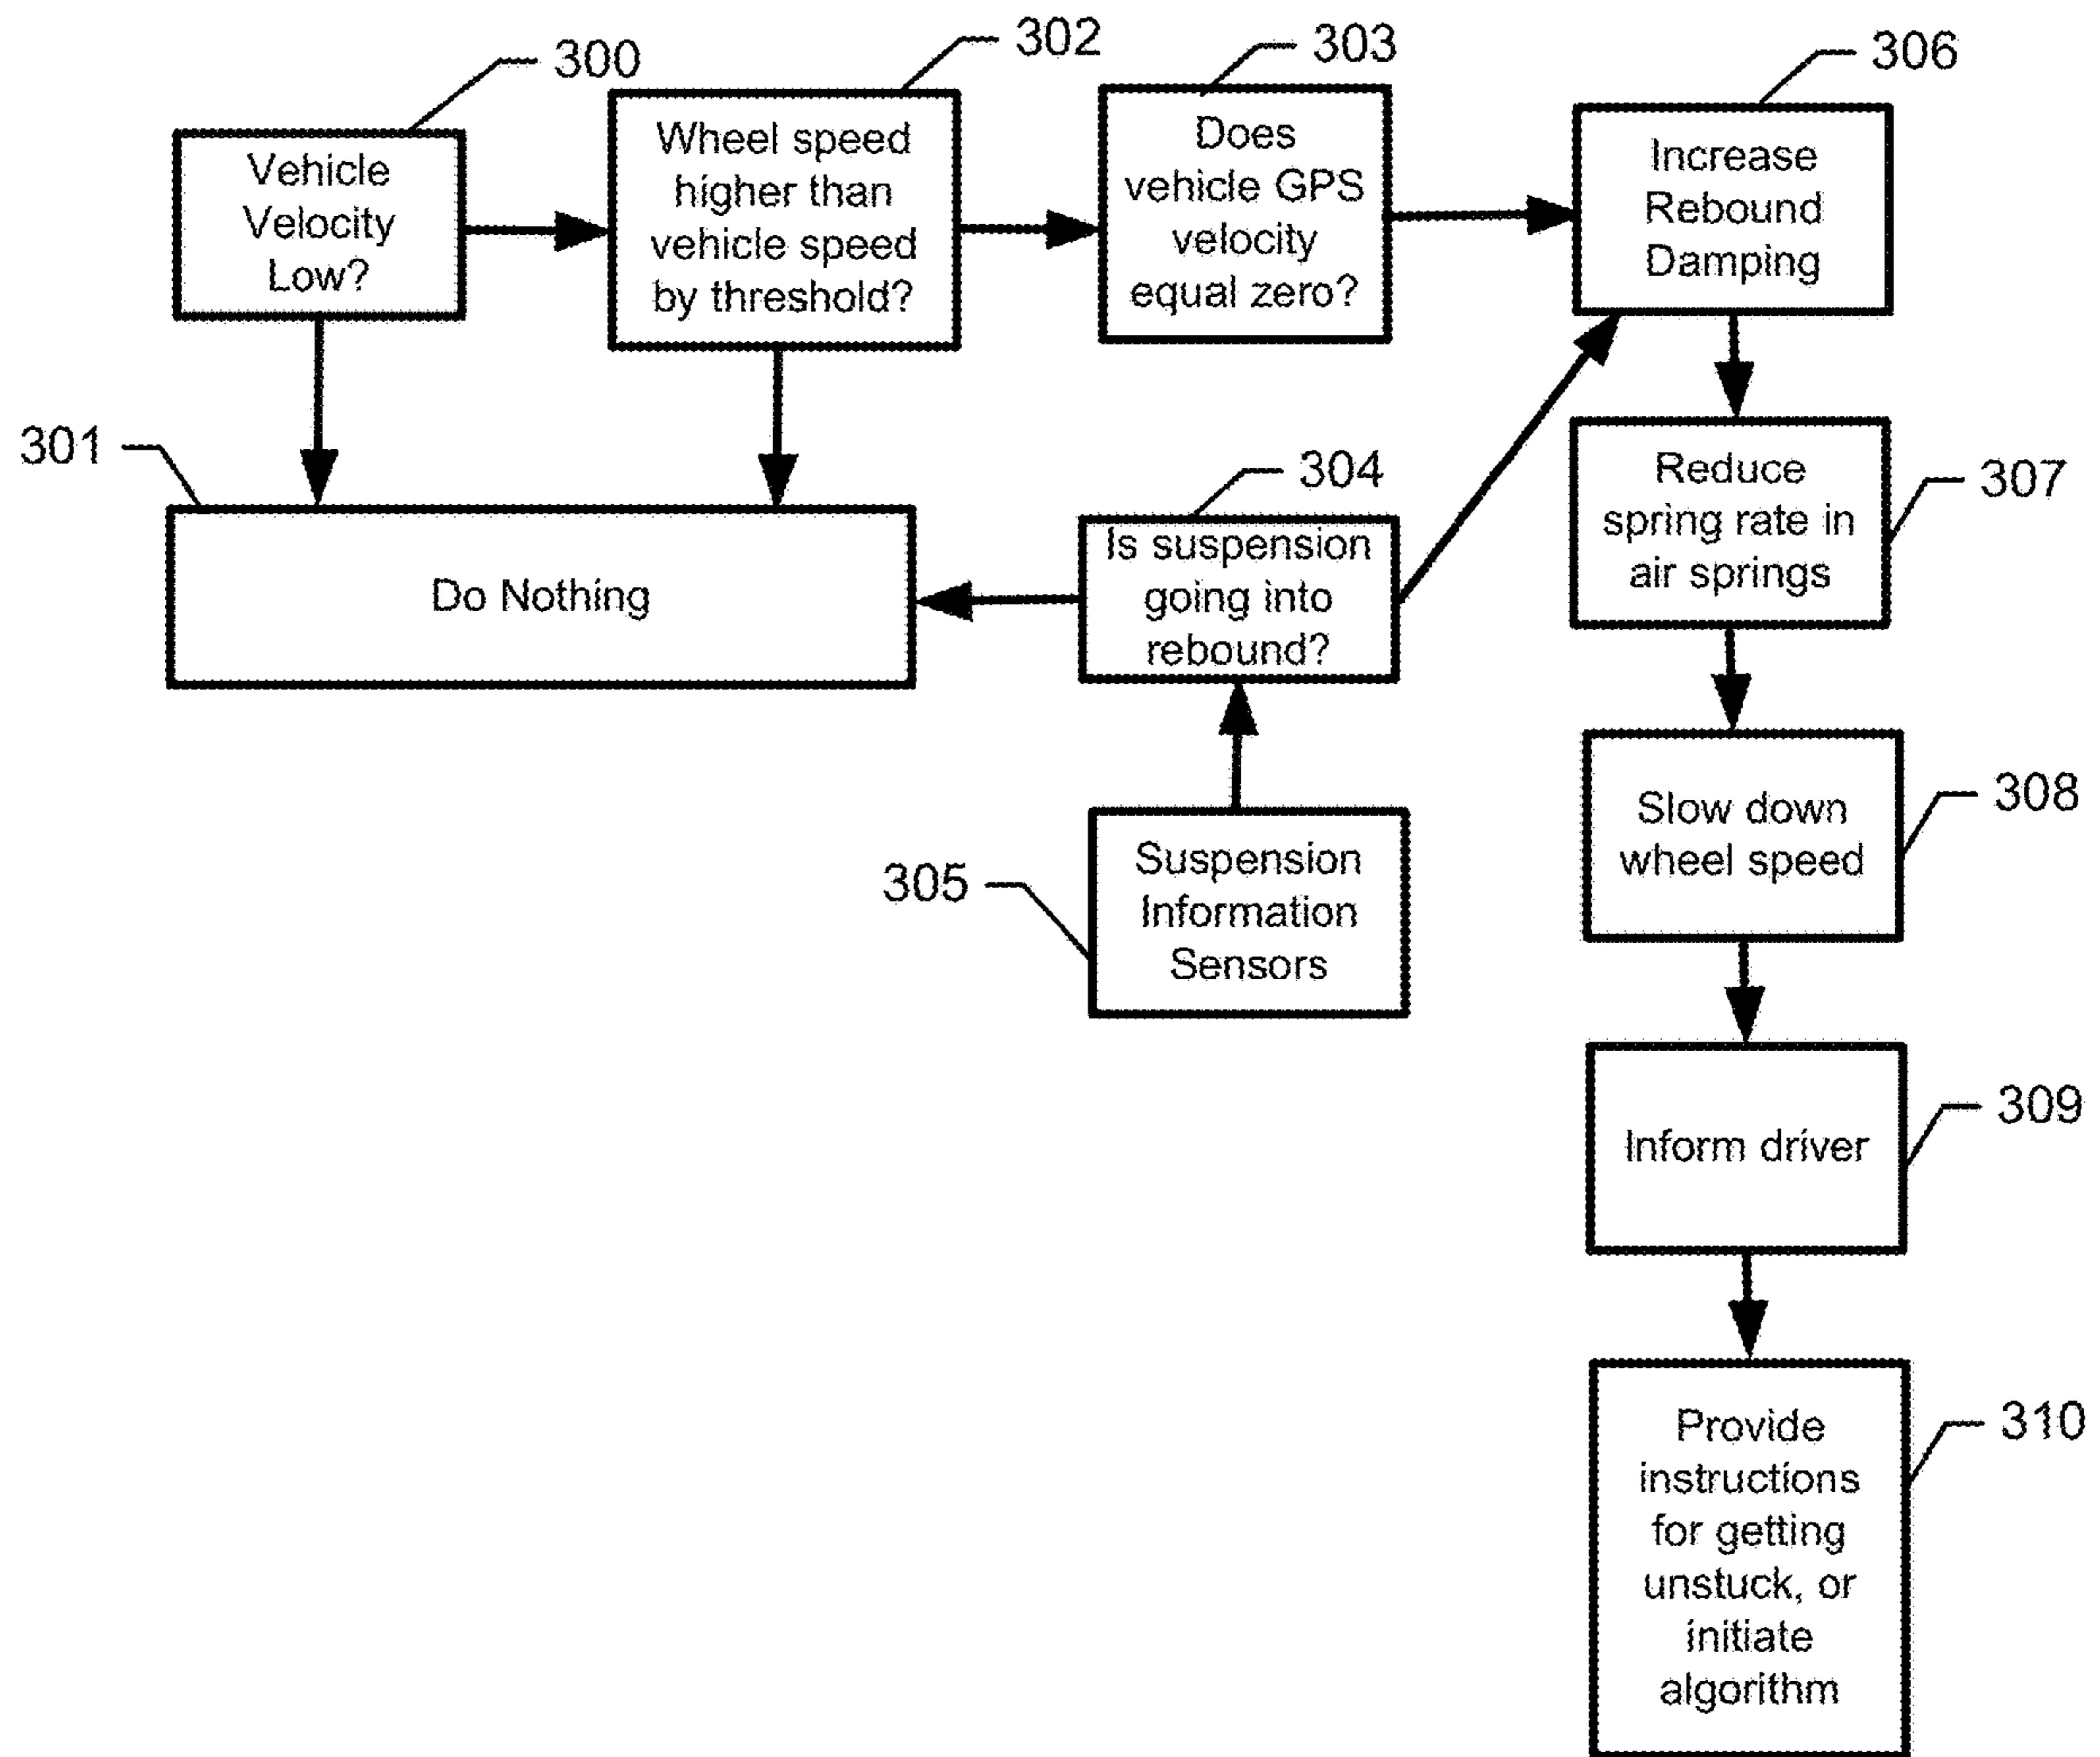 300
Vehicle
Velocity
Low?
302
Wheel speed
higher than
vehicle speed
by threshold?
303
Does
vehicle GPS
velocity
equal zero?
306
Increase
Rebound
Damping
301
Do Nothing
304
Is suspension
going into
rebound?
307
Reduce
spring rate in
air springs
305
Suspension
Information
Sensors
308
Slow down
wheel speed
309
Inform driver
310
Provide
instructions
for getting
unstuck, or
initiate
algorithm